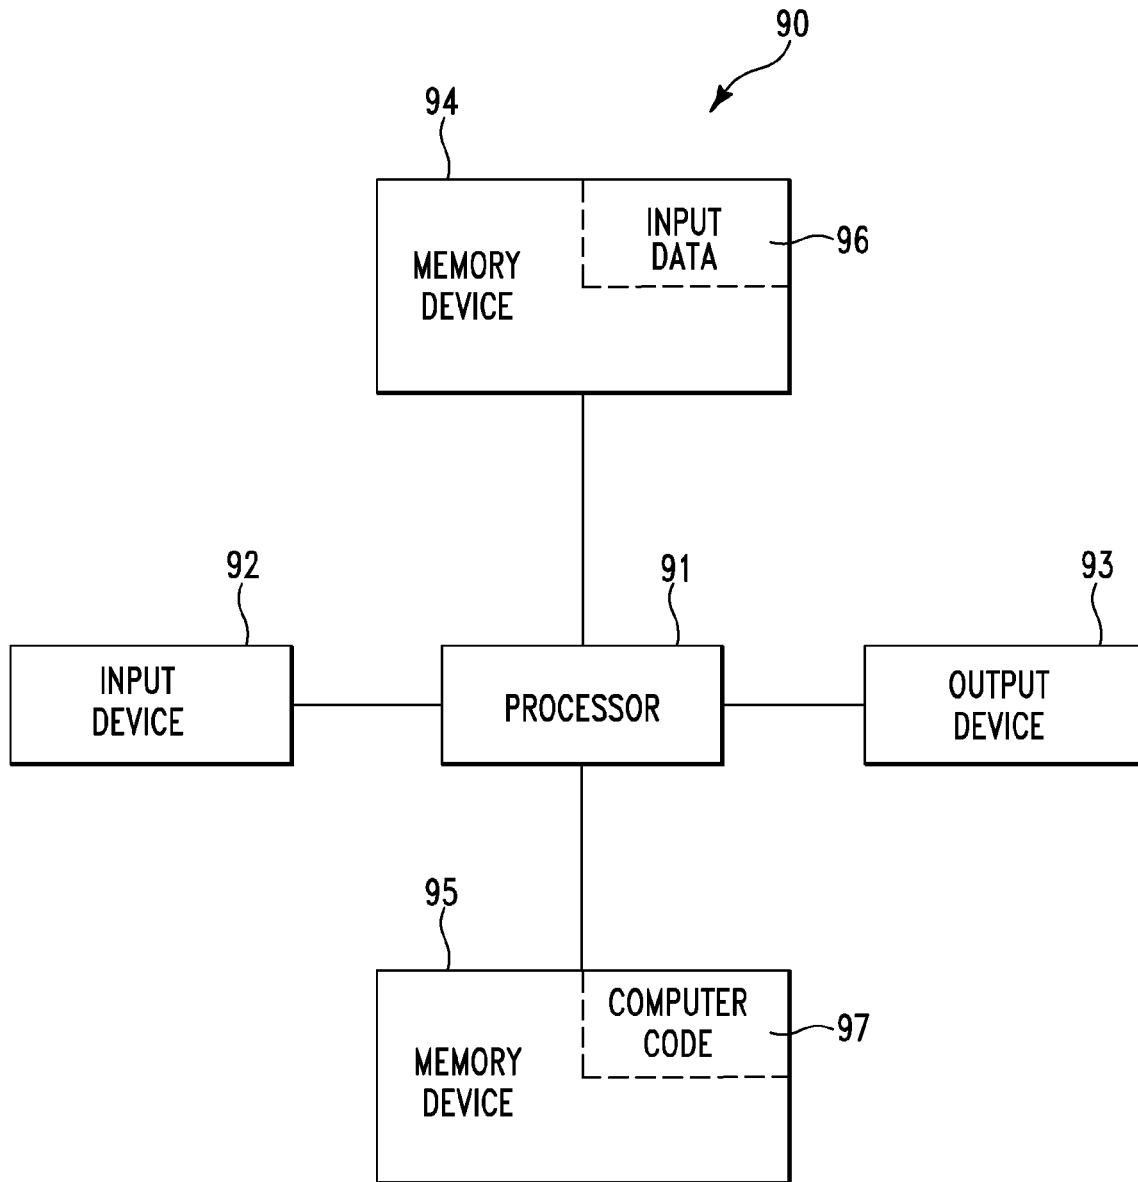 90
94
INPUT
DATA
96
MEMORY
DEVICE
92
91
93
INPUT
DEVICE
PROCESSOR
OUTPUT
DEVICE
95
COMPUTER
CODE
97
MEMORY
DEVICE